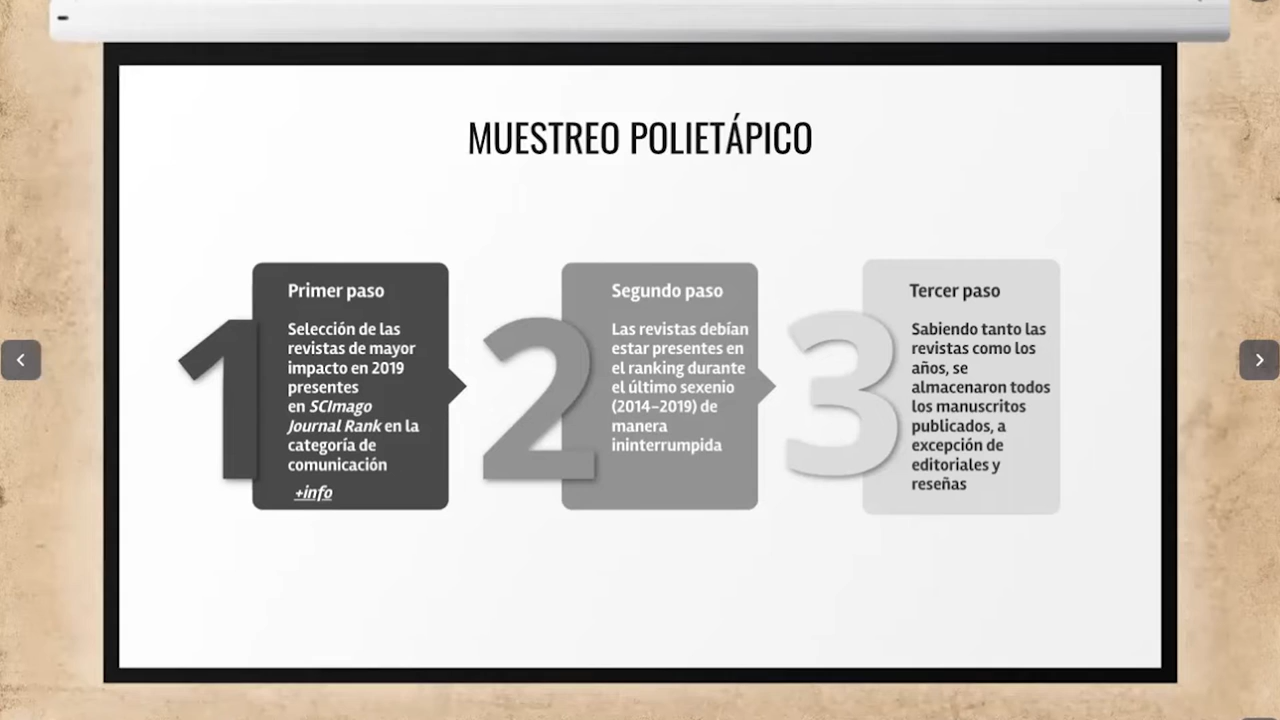 MUESTREO POLIETÁPICO
1
Primer paso
Selección de las
revistas de mayor
impacto en 2019
presentes
en SCImago
Journal Rank en la
categoría de
comunicación
+info
2
Segundo paso
Las revistas debían
estar presentes en
el ranking durante
el último sexenio
(2014-2019) de
manera
ininterrumpida
3
Tercer paso
Sabiendo tanto las
revistas como los
años, se
almacenaron todos
los manuscritos
publicados, a
excepción de
editoriales y
reseñas